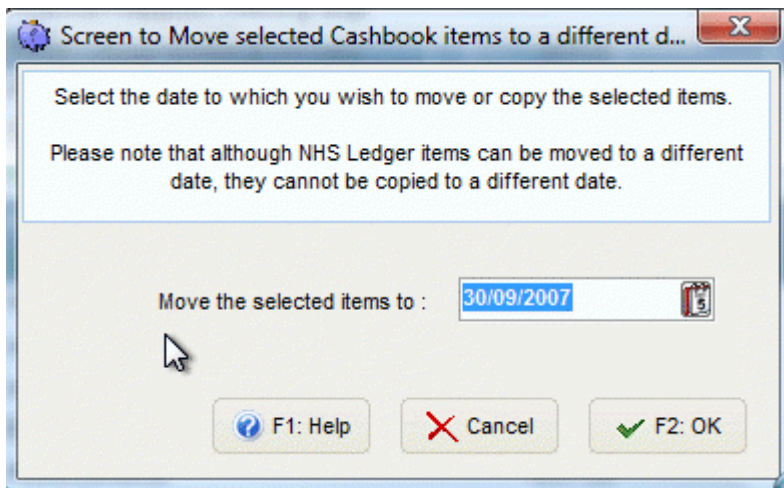 Screen to Move selected Cashbook items to a different d...
Select the date to which you wish to move or copy the selected items.
Please note that although NHS Ledger items can be moved to a different
date, they cannot be copied to a different date.
Move the selected items to :
30/09/2007
5
F1: Help
Cancel
F2: OK